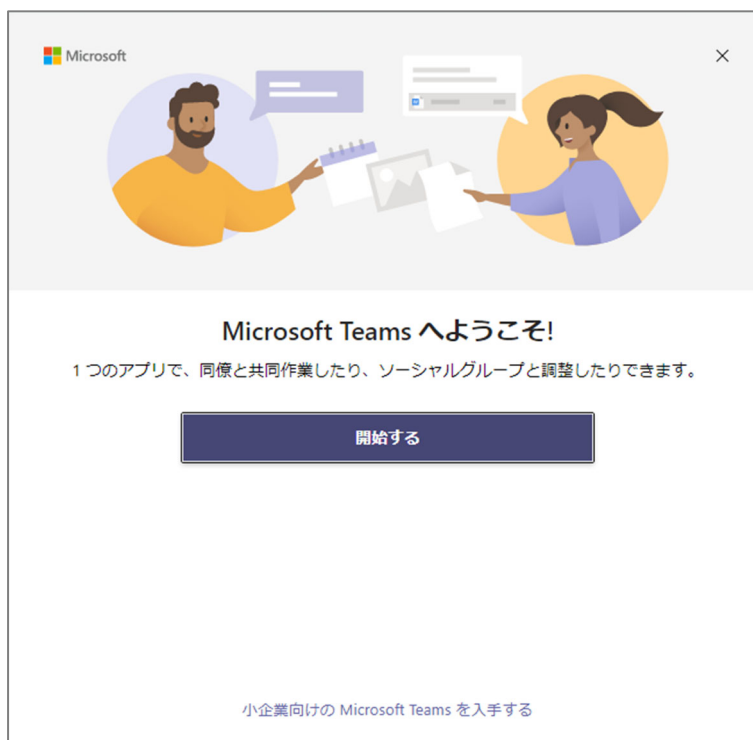 Microsoft
Microsoft Teams へようこそ!
1 つのアプリで、同僚と共同作業したり、ソーシャルグループと調整したりできます。
開始する
小企業向けの Microsoft Teams を入手する